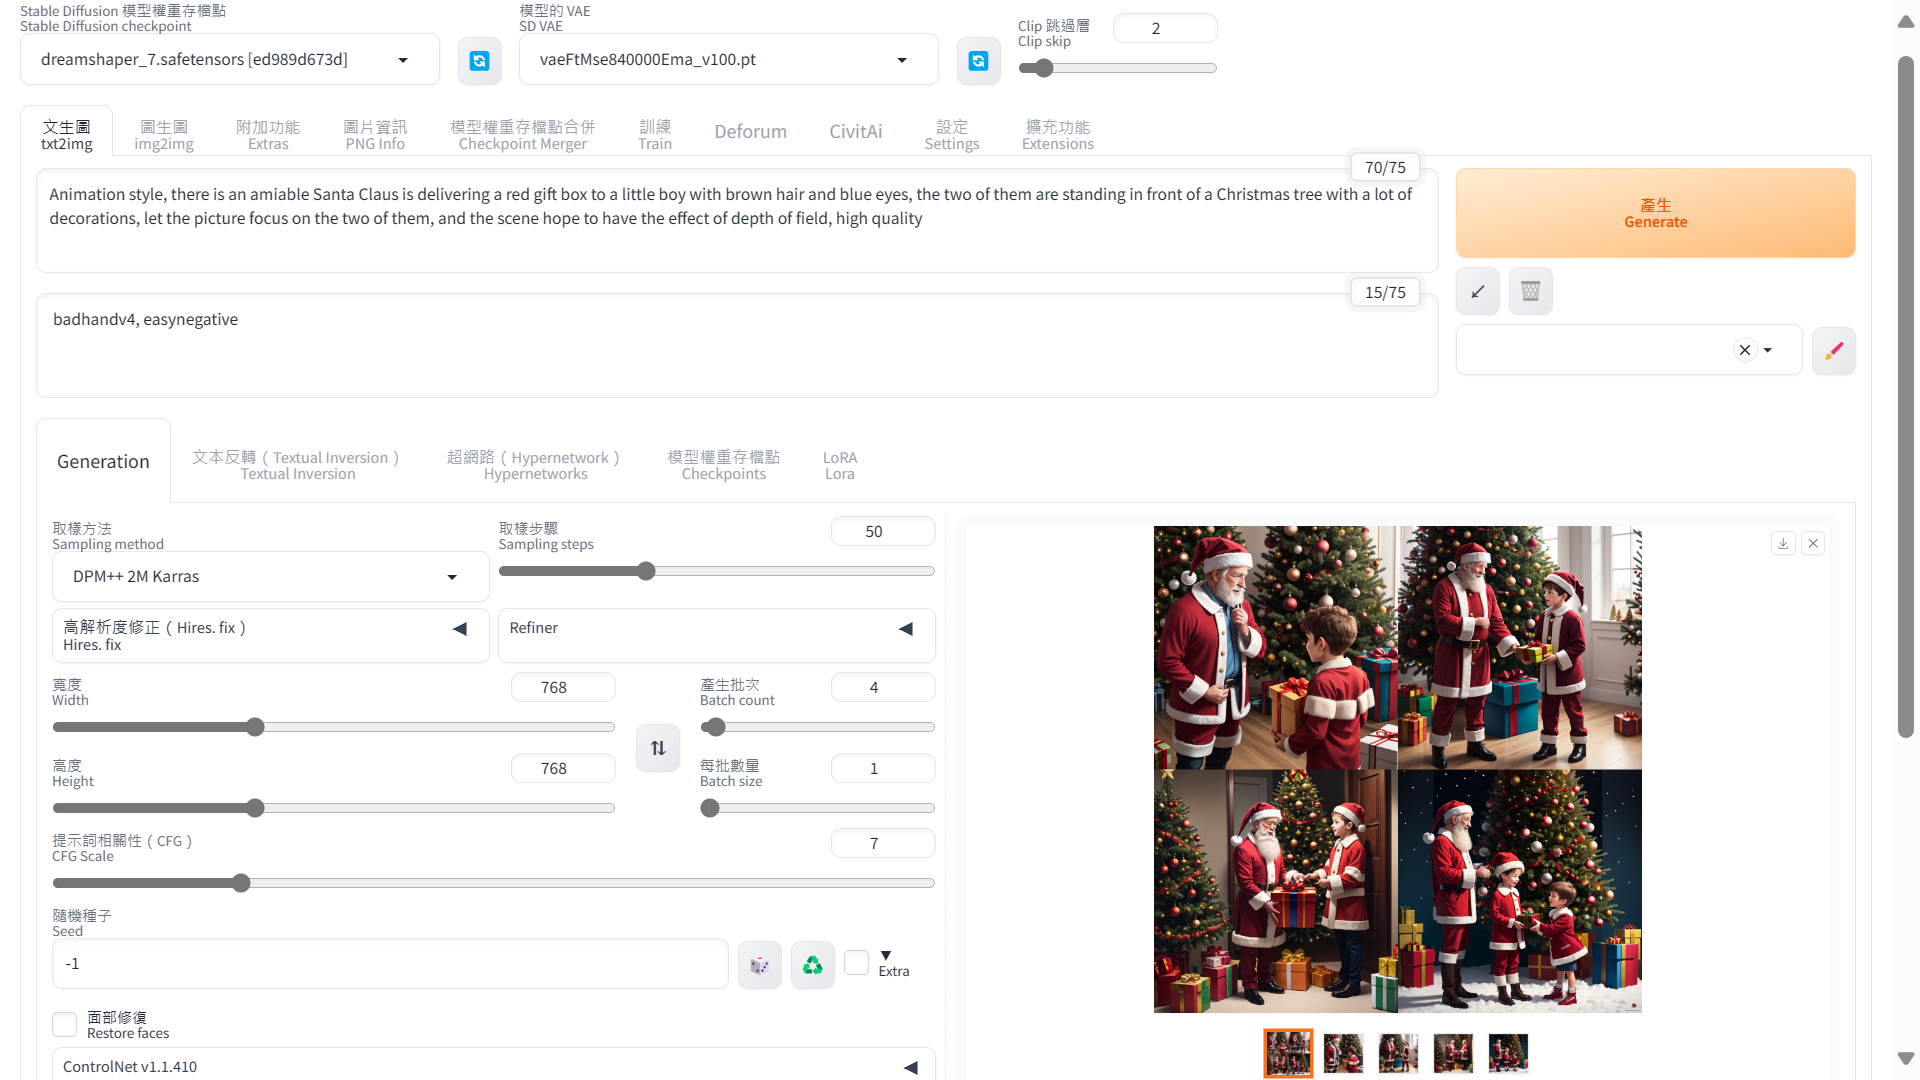 Stable Diffusion 模型權重存檔點
Stable Diffusion checkpoint
dreamshaper_7.safetensors [ed989d673d]
模型的 VAE
SD VAE
vaeFtMse840000Ema_v100.pt
Clip 跳過層
Clip skip
2
文生圖
txt2img
圖生圖
img2img
附加功能
Extras
圖片資訊
PNG Info
模型權重存檔點合併
Checkpoint Merger
訓練
Train
Deforum
CivitAi
設定
Settings
擴充功能
Extensions
70/75
Animation style, there is an amiable Santa Claus is delivering a red gift box to a little boy with brown hair and blue eyes, the two of them are standing in front of a Christmas tree with a lot of
decorations, let the picture focus on the two of them, and the scene hope to have the effect of depth of field, high quality
產生
Generate
15/75
badhandv4, easynegative
Generation
文本反轉 ( Textual Inversion )
Textual Inversion
超網路 ( Hypernetwork )
Hypernetworks
模型權重存檔點
Checkpoints
LoRA
Lora
取樣方法
Sampling method
DPM++ 2M Karras
取樣步驟
Sampling steps
50
高解析度修正 ( Hires. fix )
Hires. fix
Refiner
寬度
Width
768
產生批次
Batch count
4
高度
Height
768
每批數量
Batch size
1
提示詞相關性 ( CFG )
CFG Scale
7
隨機種子
Seed
-1
Extra
面部修復
Restore faces
ControlNet v1.1.410